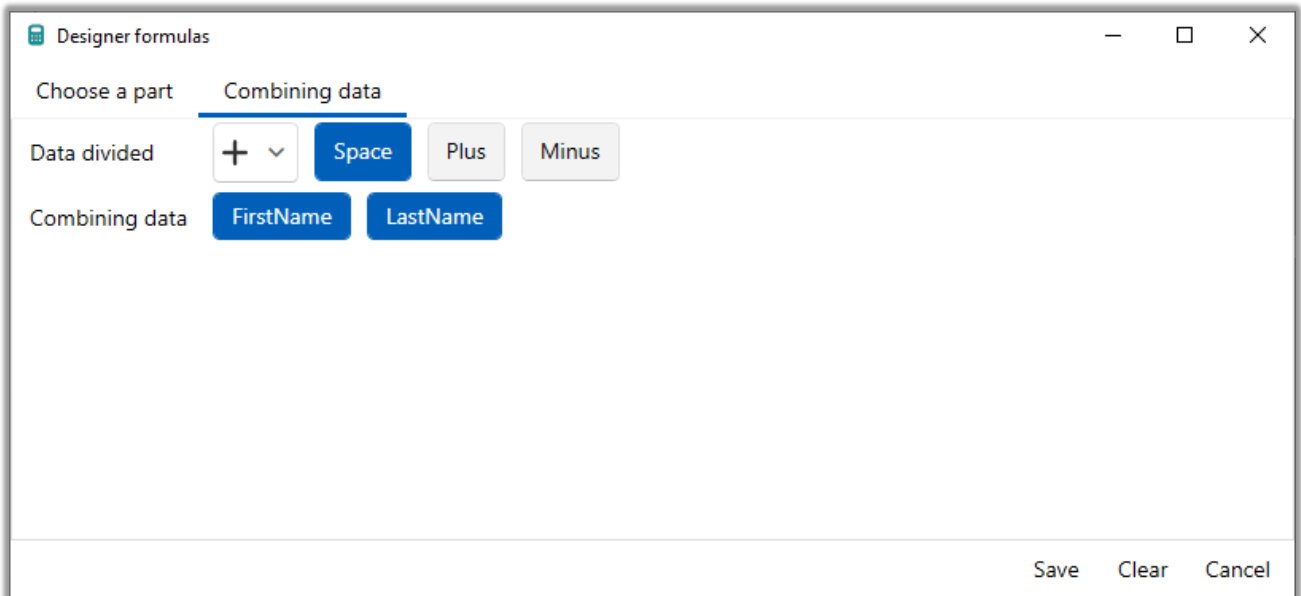 Designer formulas
Choose a part Combining data
Data divided + Space Plus Minus
Combining data FirstName LastName
Save Clear Cancel